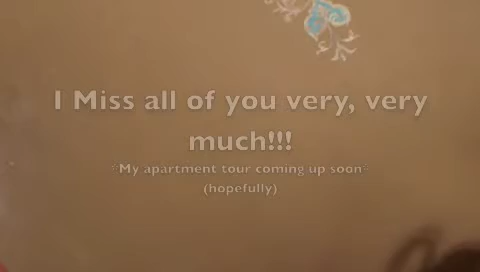 I Miss all of you very, very
much!!!
*My apartment tour coming up soon*
(hopefully)